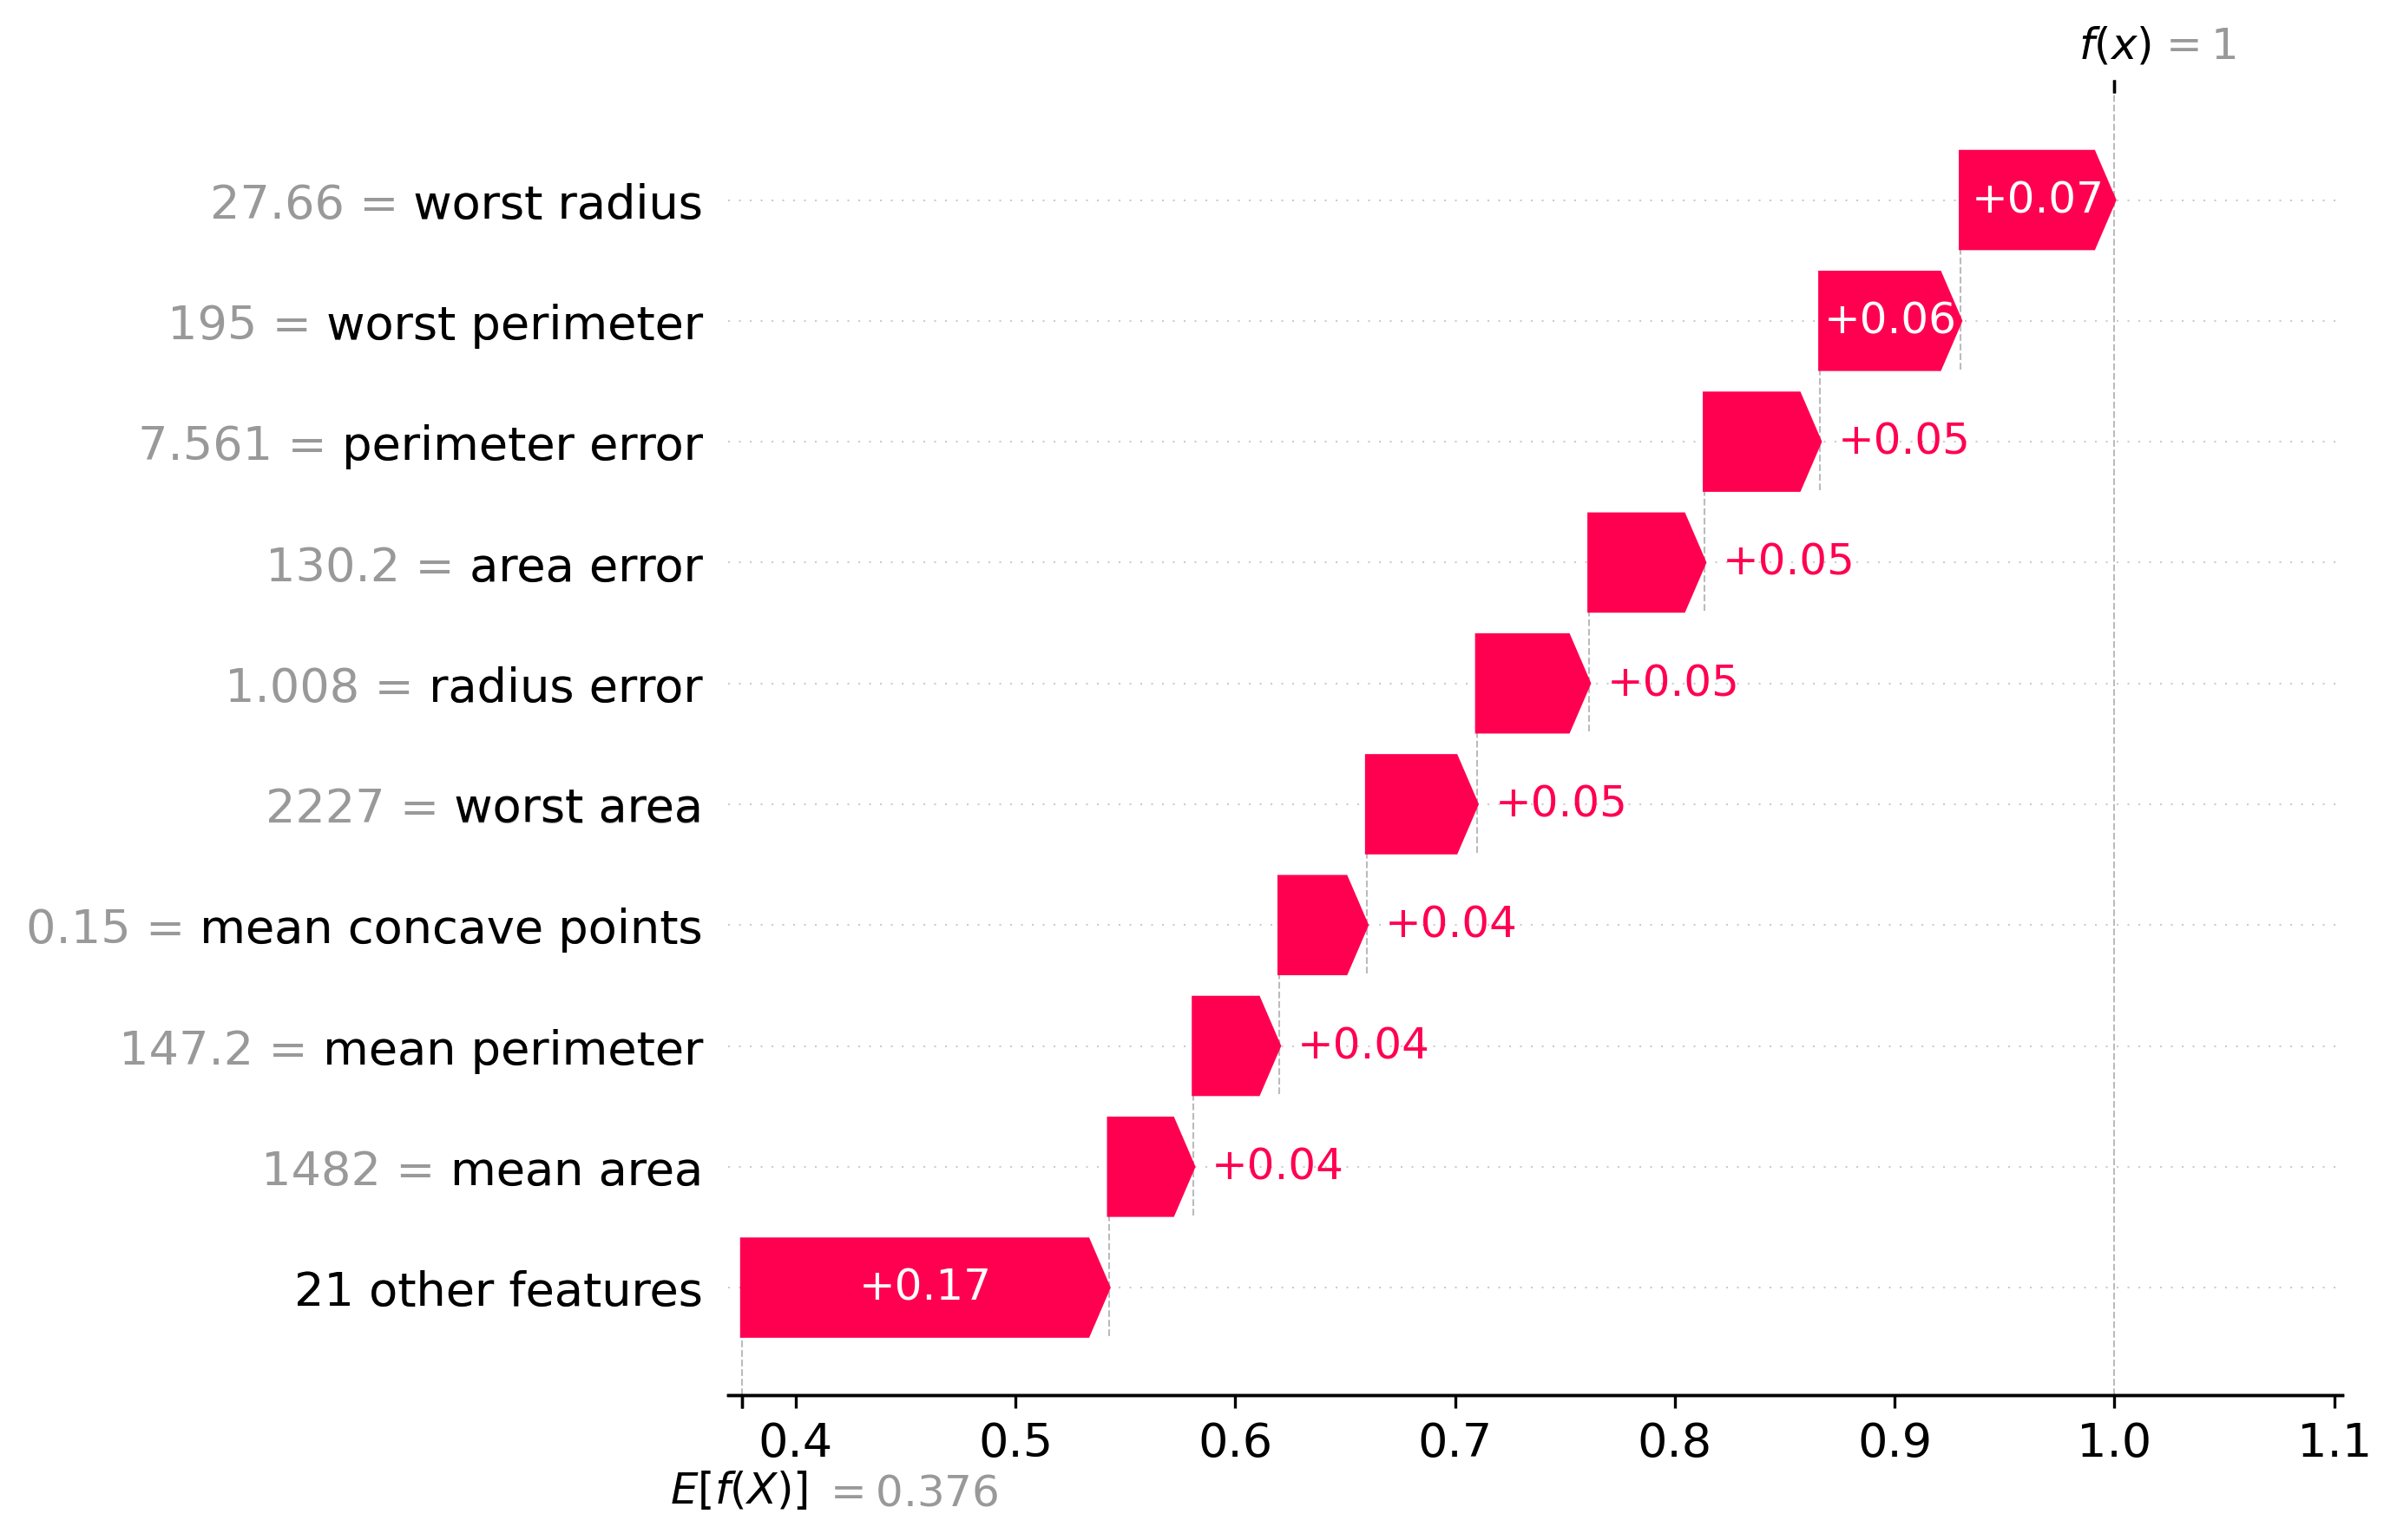 f(x) = 1
27.66 = worst radius +0.07
195 = worst perimeter +0.06
7.561 = perimeter error +0.05
130.2 = area error +0.05
1.008 = radius error +0.05
2227 = worst area +0.05
0.15 = mean concave points +0.04
147.2 = mean perimeter +0.04
1482 = mean area +0.04
21 other features +0.17
0.4 0.5 0.6 0.7 0.8 0.9 1.0 1.1
E[f(X)] = 0.376